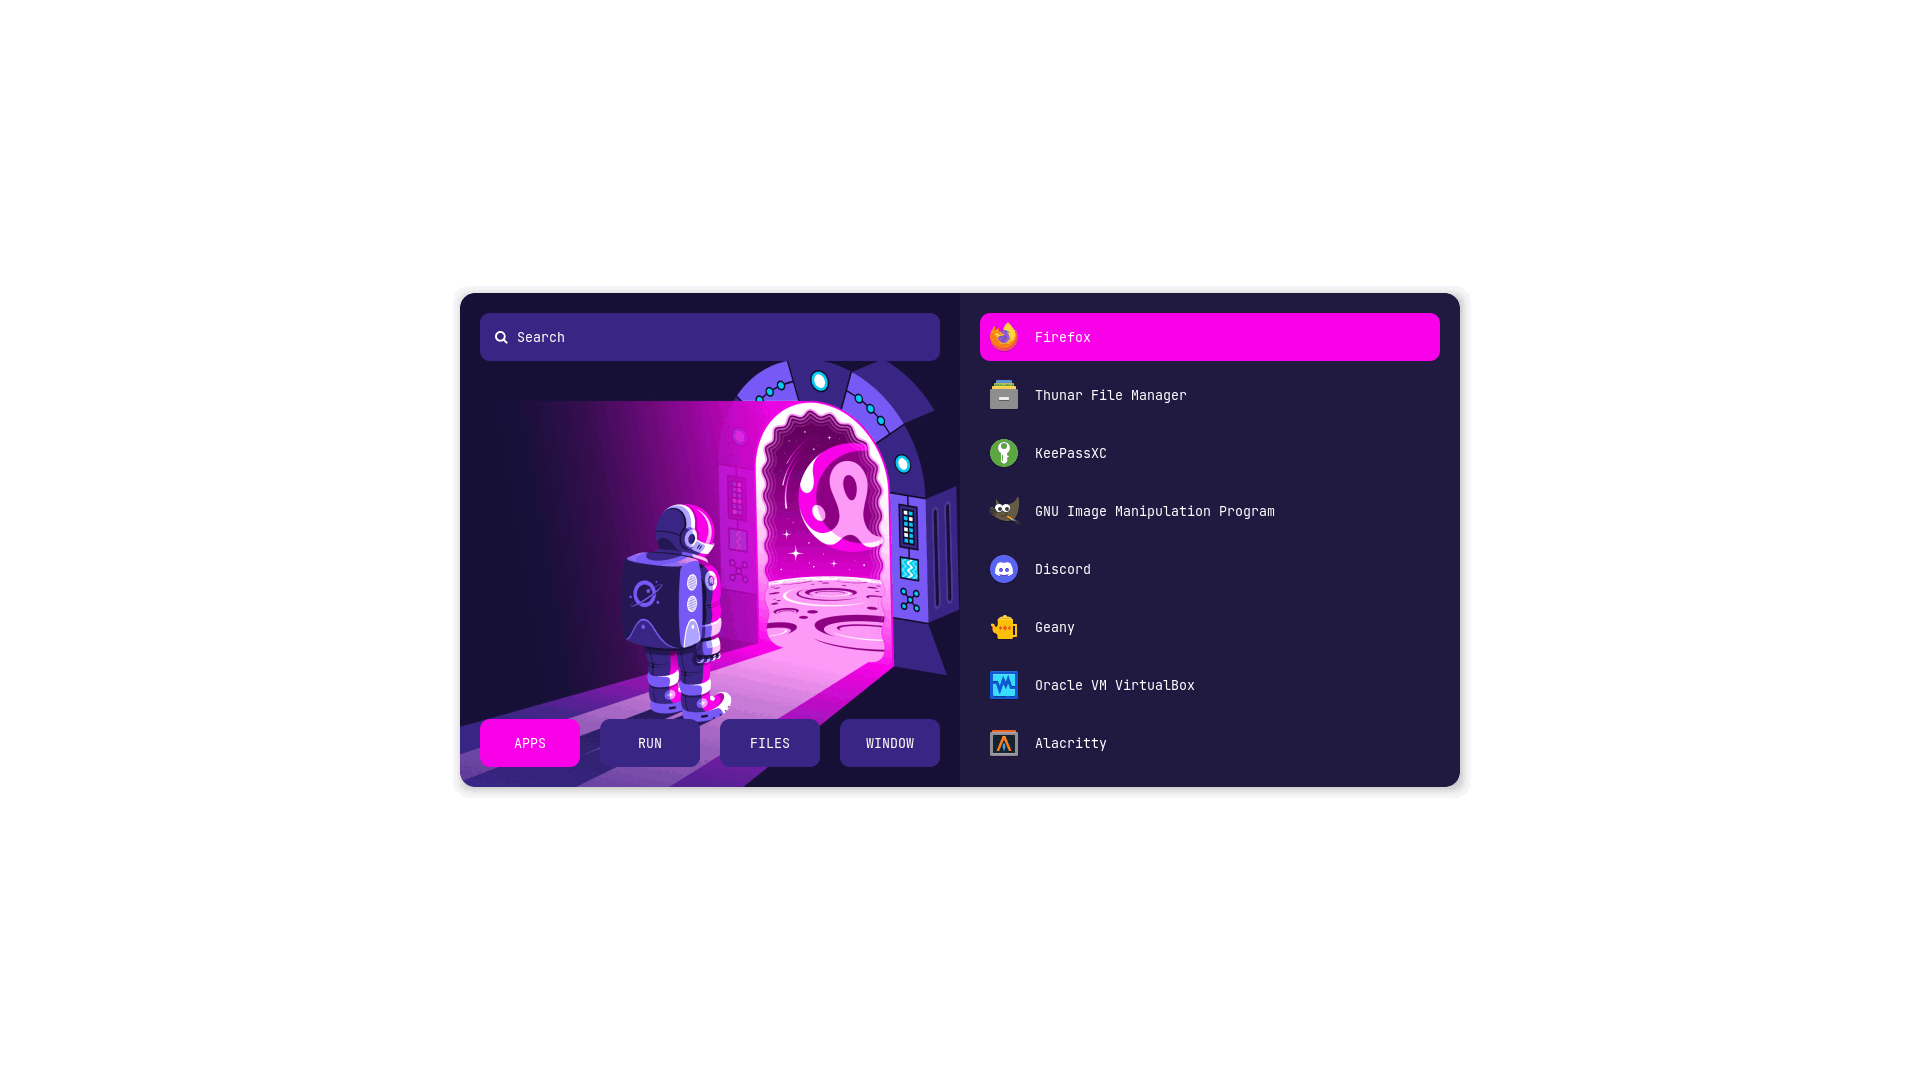 Search
APPS
RUN
FILES
WINDOW
Firefox
Thunar File Manager
KeePassXC
GNU Image Manipulation Program
Discord
Geany
Oracle VM VirtualBox
Alacritty